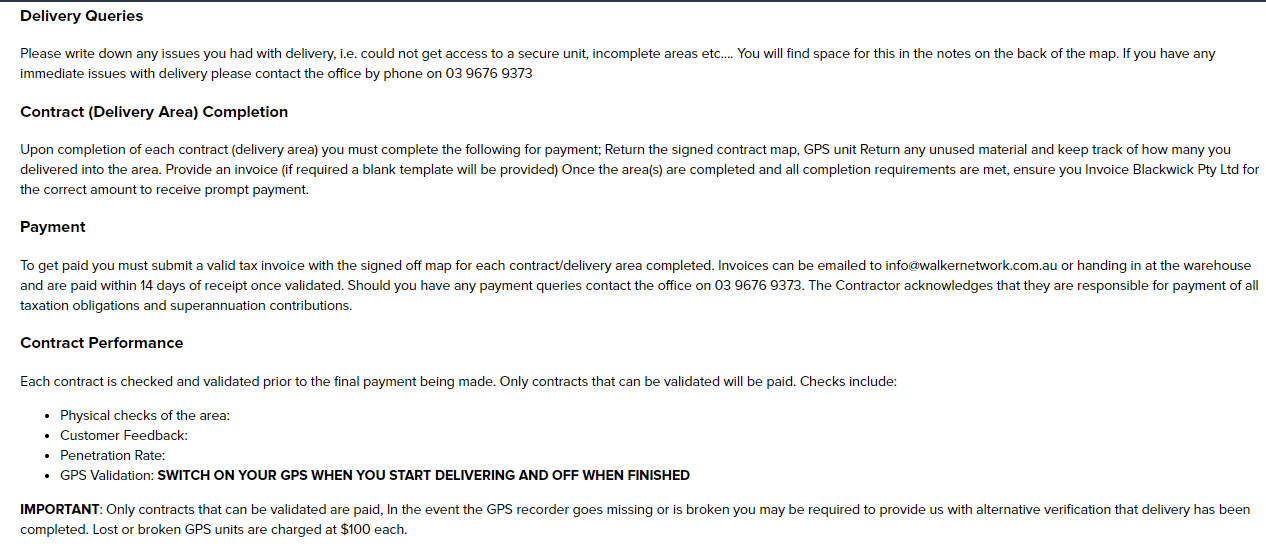 Delivery Queries
Please write down any issues you had with delivery, i.e. could not get access to a secure unit, incomplete areas etc.... You will find space for this in the notes on the back of the map. If you have any
immediate issues with delivery please contact the office by phone on 03 9676 9373
Contract (Delivery Area) Completion
Upon completion of each contract (delivery area) you must complete the following for payment; Return the signed contract map, GPS unit Return any unused material and keep track of how many you
delivered into the area. Provide an invoice (if required a blank template will be provided) Once the area(s) are completed and all completion requirements are met, ensure you Invoice Blackwick Pty Ltd for
the correct amount to receive prompt payment.
Payment
To get paid you must submit a valid tax invoice with the signed off map for each contract/delivery area completed. Invoices can be emailed to info@walkernetwork.com.au or handing in at the warehouse
and are paid within 14 days of receipt once validated. Should you have any payment queries contact the office on 03 9676 9373. The Contractor acknowledges that they are responsible for payment of all
taxation obligations and superannuation contributions.
Contract Performance
Each contract is checked and validated prior to the final payment being made. Only contracts that can be validated will be paid. Checks include:
• Physical checks of the area:
• Customer Feedback:
• Penetration Rate:
• GPS Validation: SWITCH ON YOUR GPS WHEN YOU START DELIVERING AND OFF WHEN FINISHED
IMPORTANT: Only contracts that can be validated are paid, In the event the GPS recorder goes missing or is broken you may be required to provide us with alternative verification that delivery has been
completed. Lost or broken GPS units are charged at $100 each.